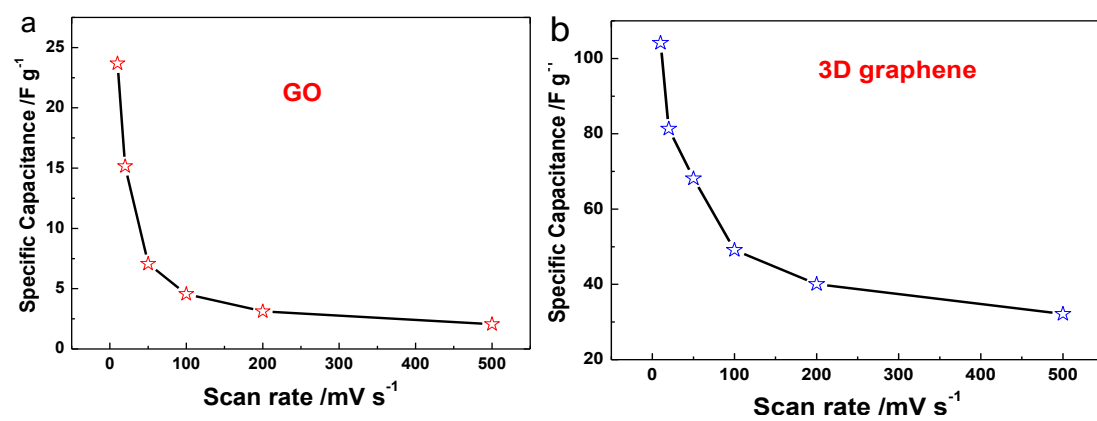 a
GO
Specific Capacitance /F g⁻¹
25
20
15
10
5
0
0 100 200 300 400 500
Scan rate /mV s⁻¹
b
3D graphene
Specific Capacitance /F g⁻¹
100
80
60
40
20
0 100 200 300 400 500
Scan rate /mV s⁻¹